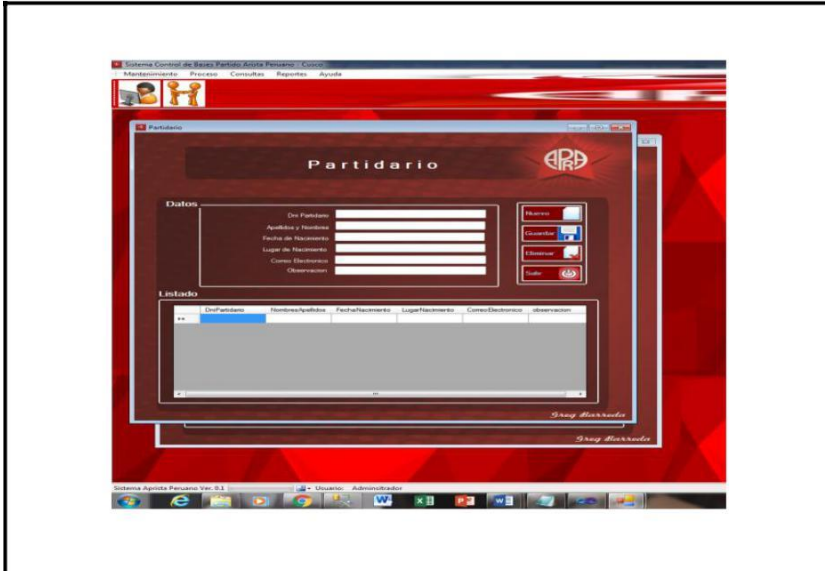 Sistema Control de Bases Partido Aprista Peruano - Cusco
Mantenimiento Proceso Consultas Reportes Ayuda
Partidario
Partidario
APRA
Datos
Dni Partidario
Apellidos y Nombres
Fecha de Nacimiento
Lugar de Nacimiento
Correo Electronico
Observacion
Nuevo
Guardar
Eliminar
Salir
Listado
DniPartidario NombresApellidos FechaNacimiento LugarNacimiento CorreoElectronico observacion
Greg Barreda
Greg Barreda
Sistema Aprista Peruano Ver. 0.1 Usuario: Adminsitrador